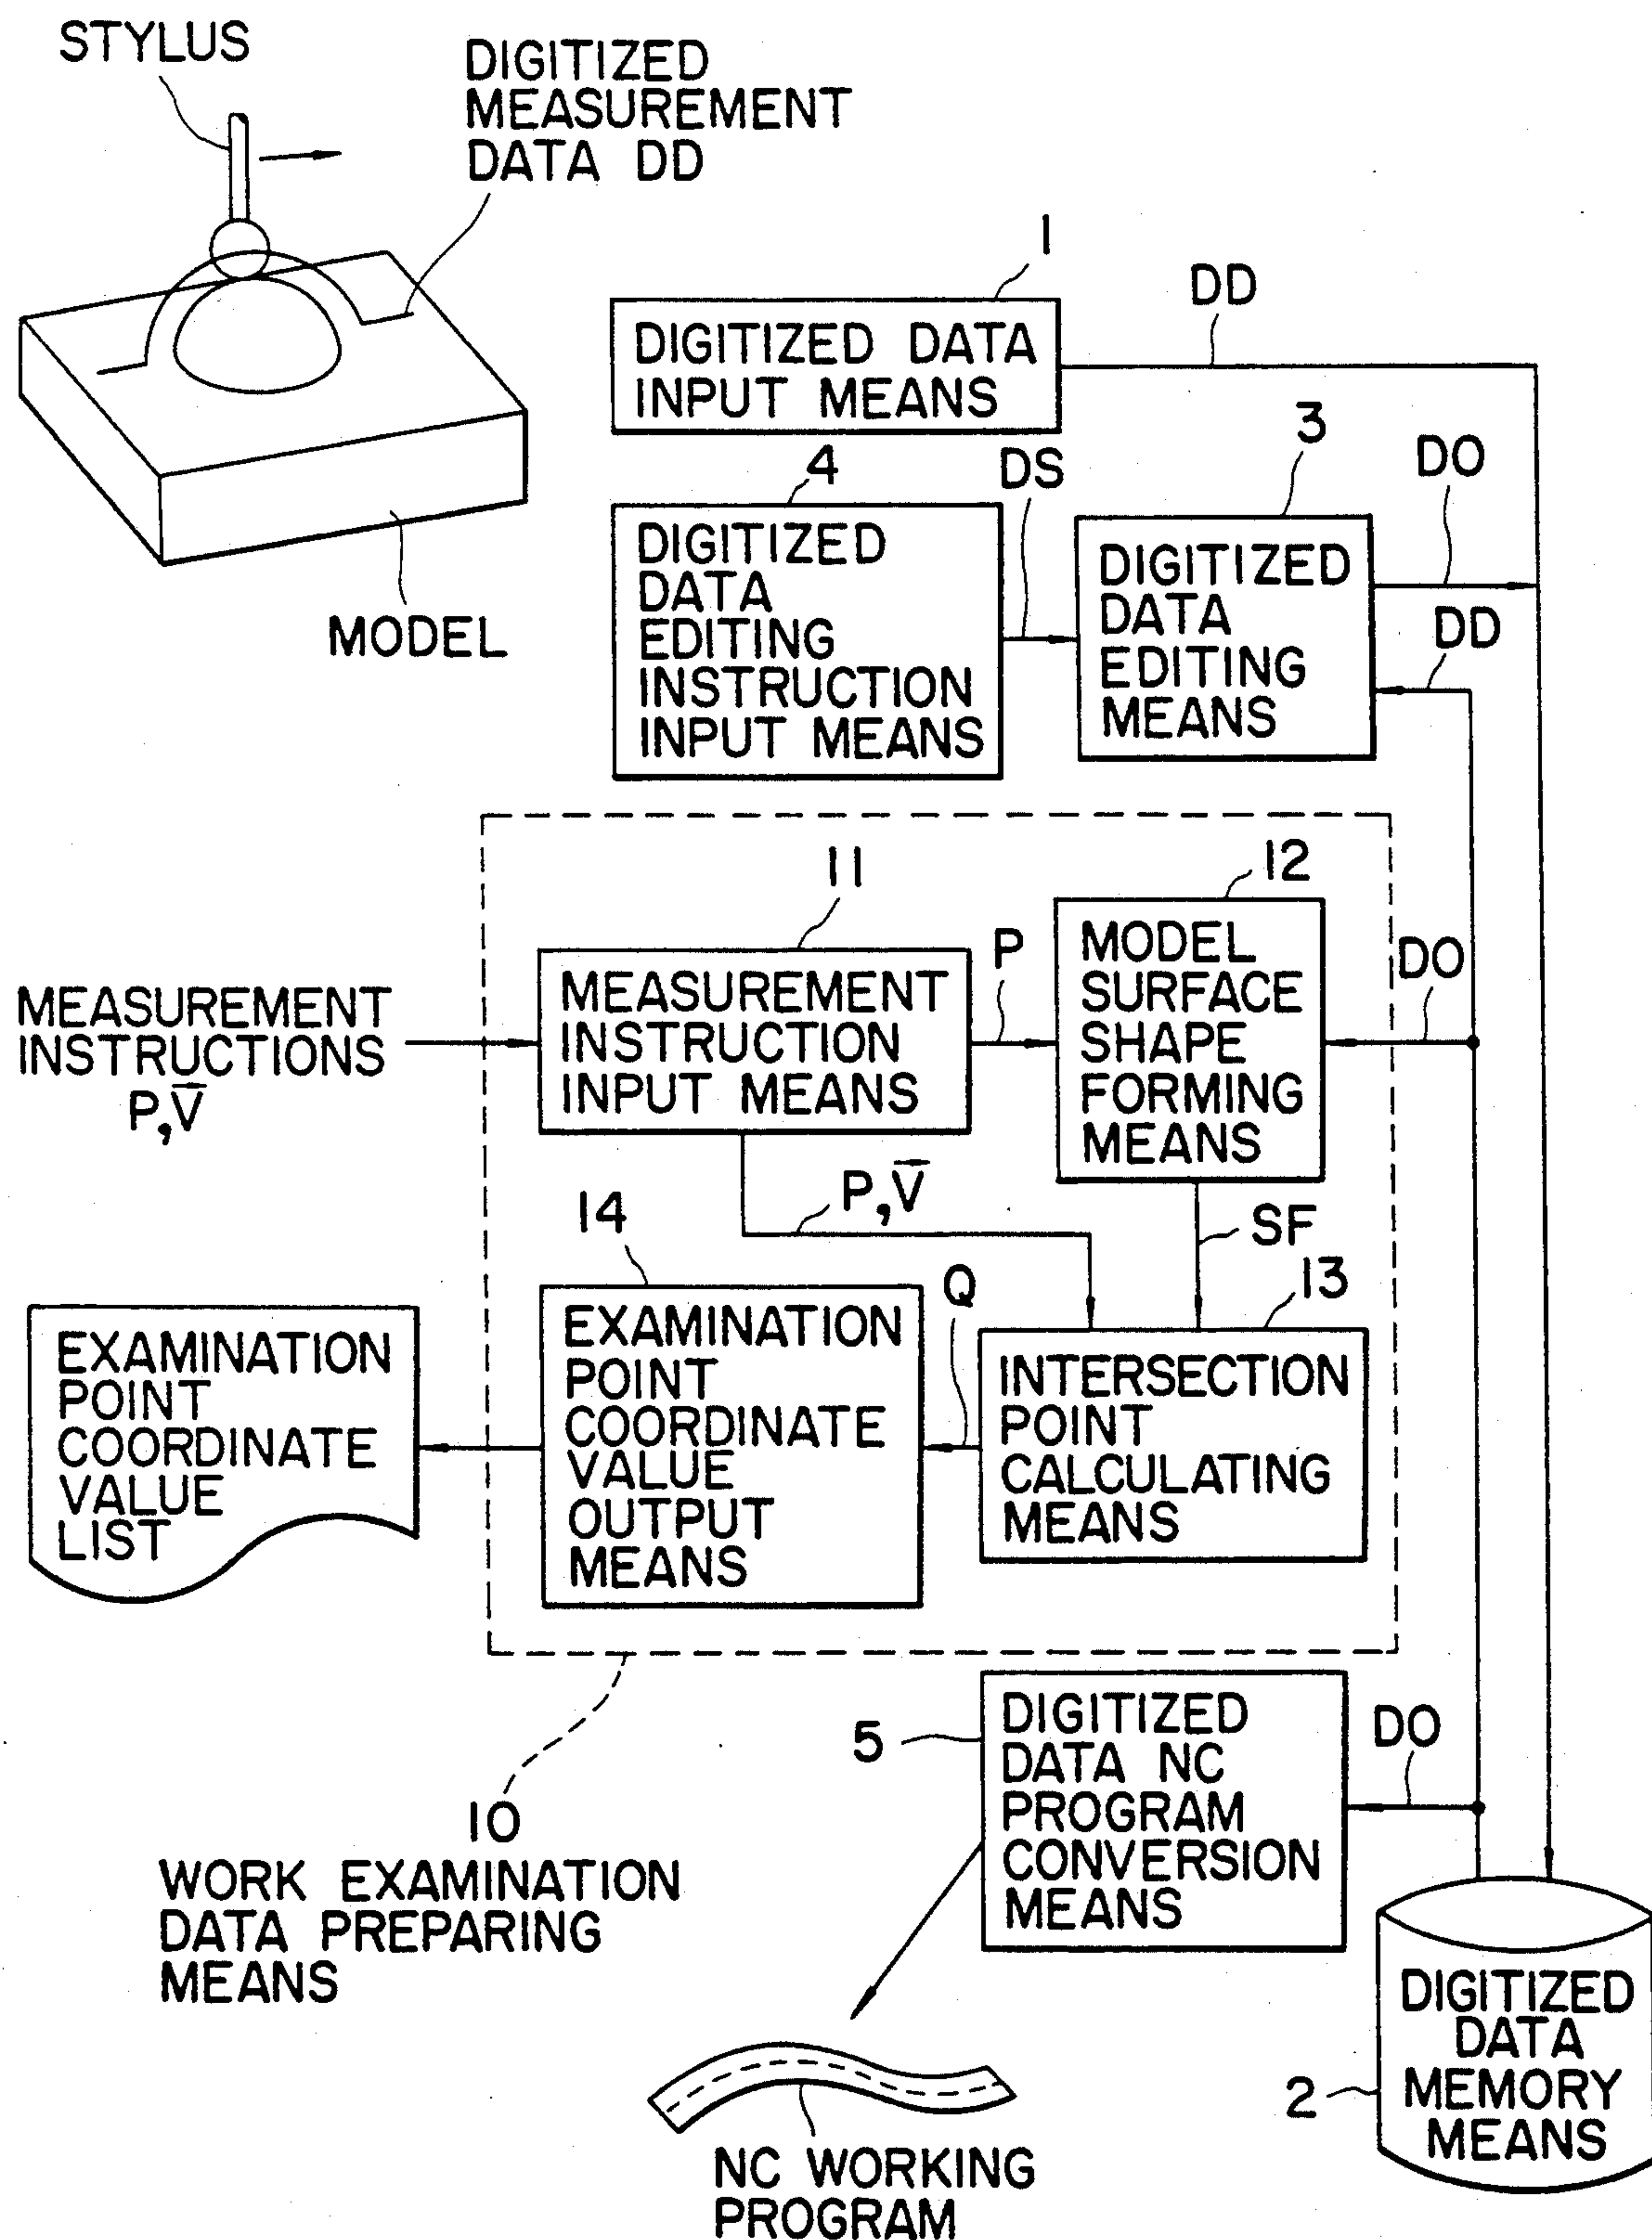 STYLUS
DIGITIZED
MEASUREMENT
DATA DD
1
DIGITIZED DATA
INPUT MEANS
DD
4
DIGITIZED
DATA
EDITING
INSTRUCTION
INPUT MEANS
DS
3
DIGITIZED
DATA
EDITING
MEANS
DO
DD
MODEL
11
MEASUREMENT
INSTRUCTION
INPUT MEANS
P
12
MODEL
SURFACE
SHAPE
FORMING
MEANS
DO
MEASUREMENT
INSTRUCTIONS
P,V̄
P,V̄
SF
14
EXAMINATION
POINT
COORDINATE
VALUE
OUTPUT
MEANS
Q
13
INTERSECTION
POINT
CALCULATING
MEANS
EXAMINATION
POINT
COORDINATE
VALUE
LIST
10
WORK EXAMINATION
DATA PREPARING
MEANS
5
DIGITIZED
DATA NC
PROGRAM
CONVERSION
MEANS
DO
2
DIGITIZED
DATA
MEMORY
MEANS
NC WORKING
PROGRAM